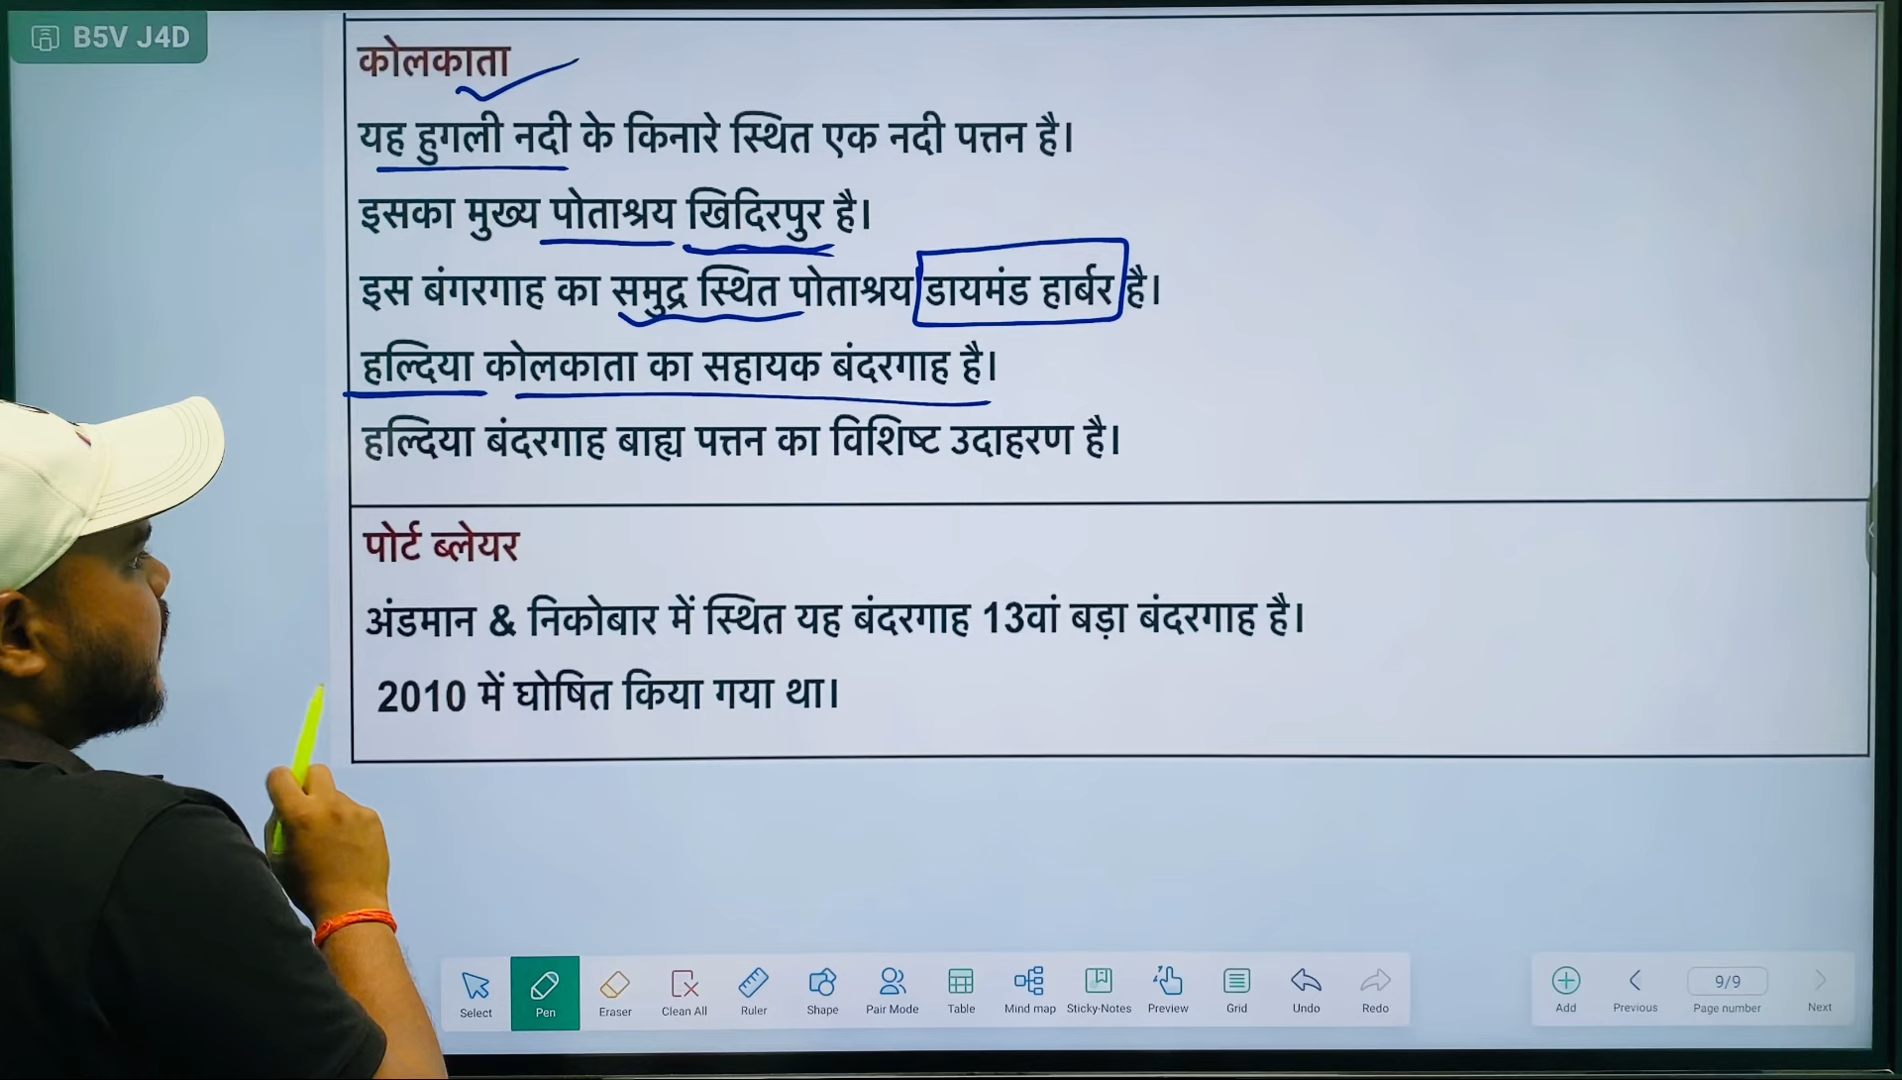 B5V J4D
कोलकाता
यह हुगली नदी के किनारे स्थित एक नदी पत्तन है।
इसका मुख्य पोताश्रय खिदिरपुर है।
इस बंगरगाह का समुद्र स्थित पोताश्रय डायमंड हार्बर है।
हल्दिया कोलकाता का सहायक बंदरगाह है।
हल्दिया बंदरगाह बाह्य पत्तन का विशिष्ट उदाहरण है।
पोर्ट ब्लेयर
अंडमान & निकोबार में स्थित यह बंदरगाह 13वां बड़ा बंदरगाह है।
2010 में घोषित किया गया था।
Select Pen Eraser Clean All Ruler Shape Pair Mode Table Mind map Sticky-Notes Preview Grid Undo Redo Add Previous 9/9 Page number Next